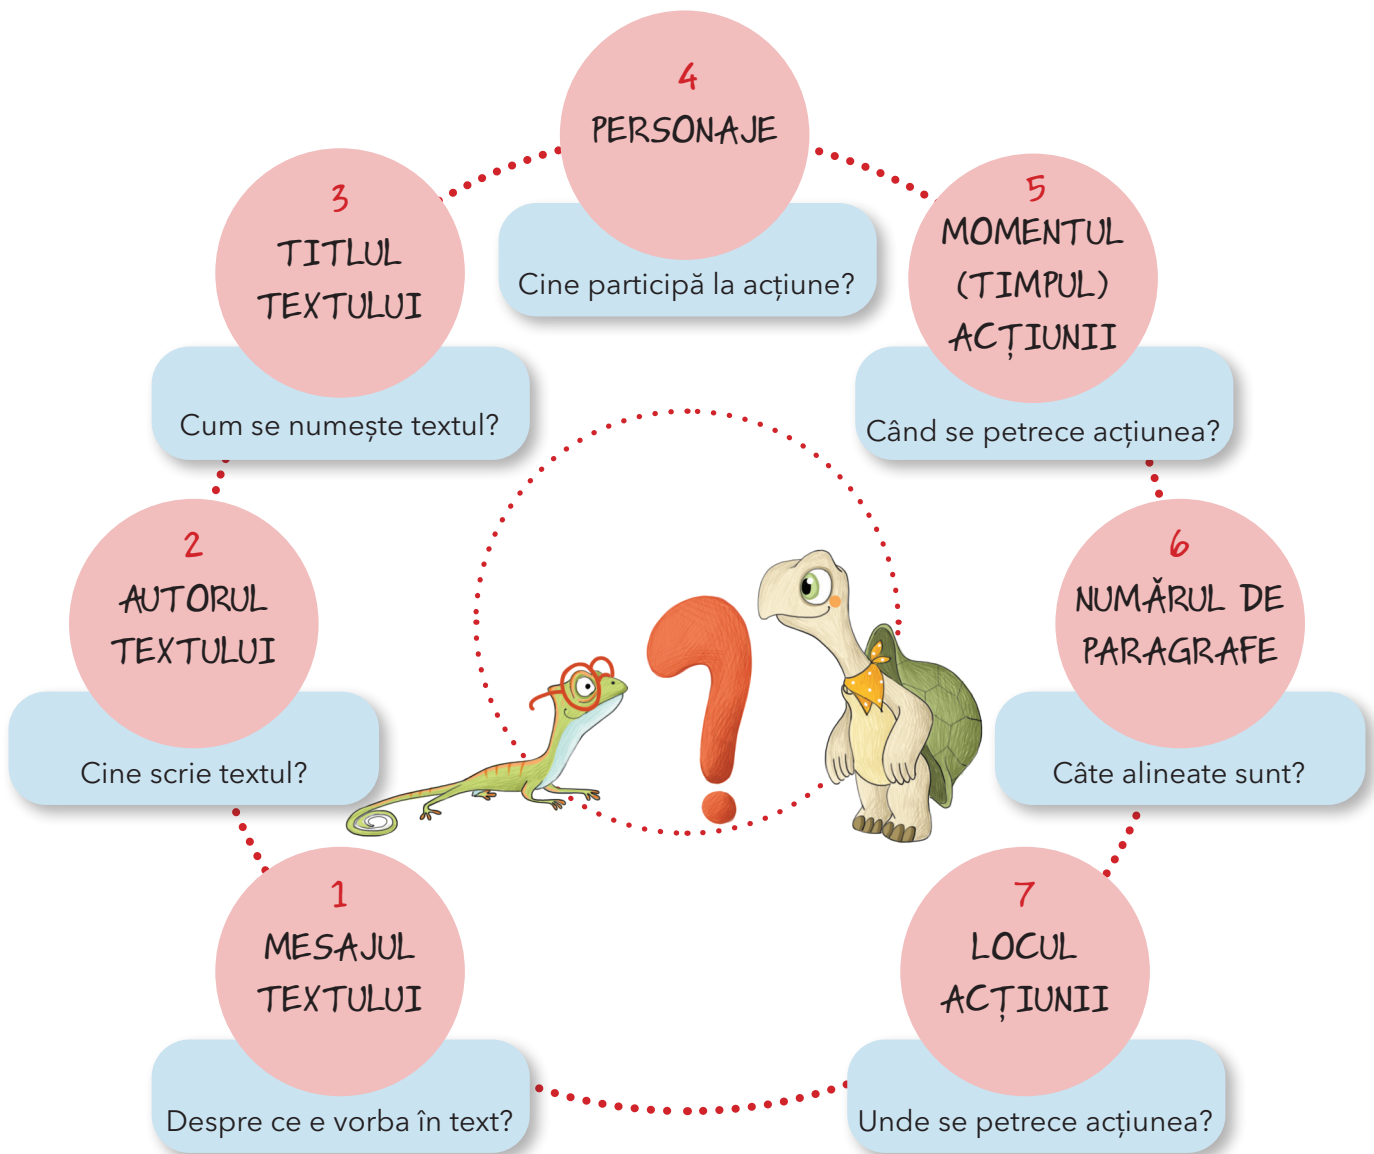 4
PERSONAJE
Cine participă la acțiune?
3
TITLUL
TEXTULUI
Cum se numește textul?
5
MOMENTUL
(TIMPUL)
ACȚIUNII
Când se petrece acțiunea?
2
AUTORUL
TEXTULUI
Cine scrie textul?
6
NUMĂRUL DE
PARAGRAFE
Câte alineate sunt?
1
MESAJUL
TEXTULUI
Despre ce e vorba în text?
7
LOCUL
ACȚIUNII
Unde se petrece acțiunea?
?